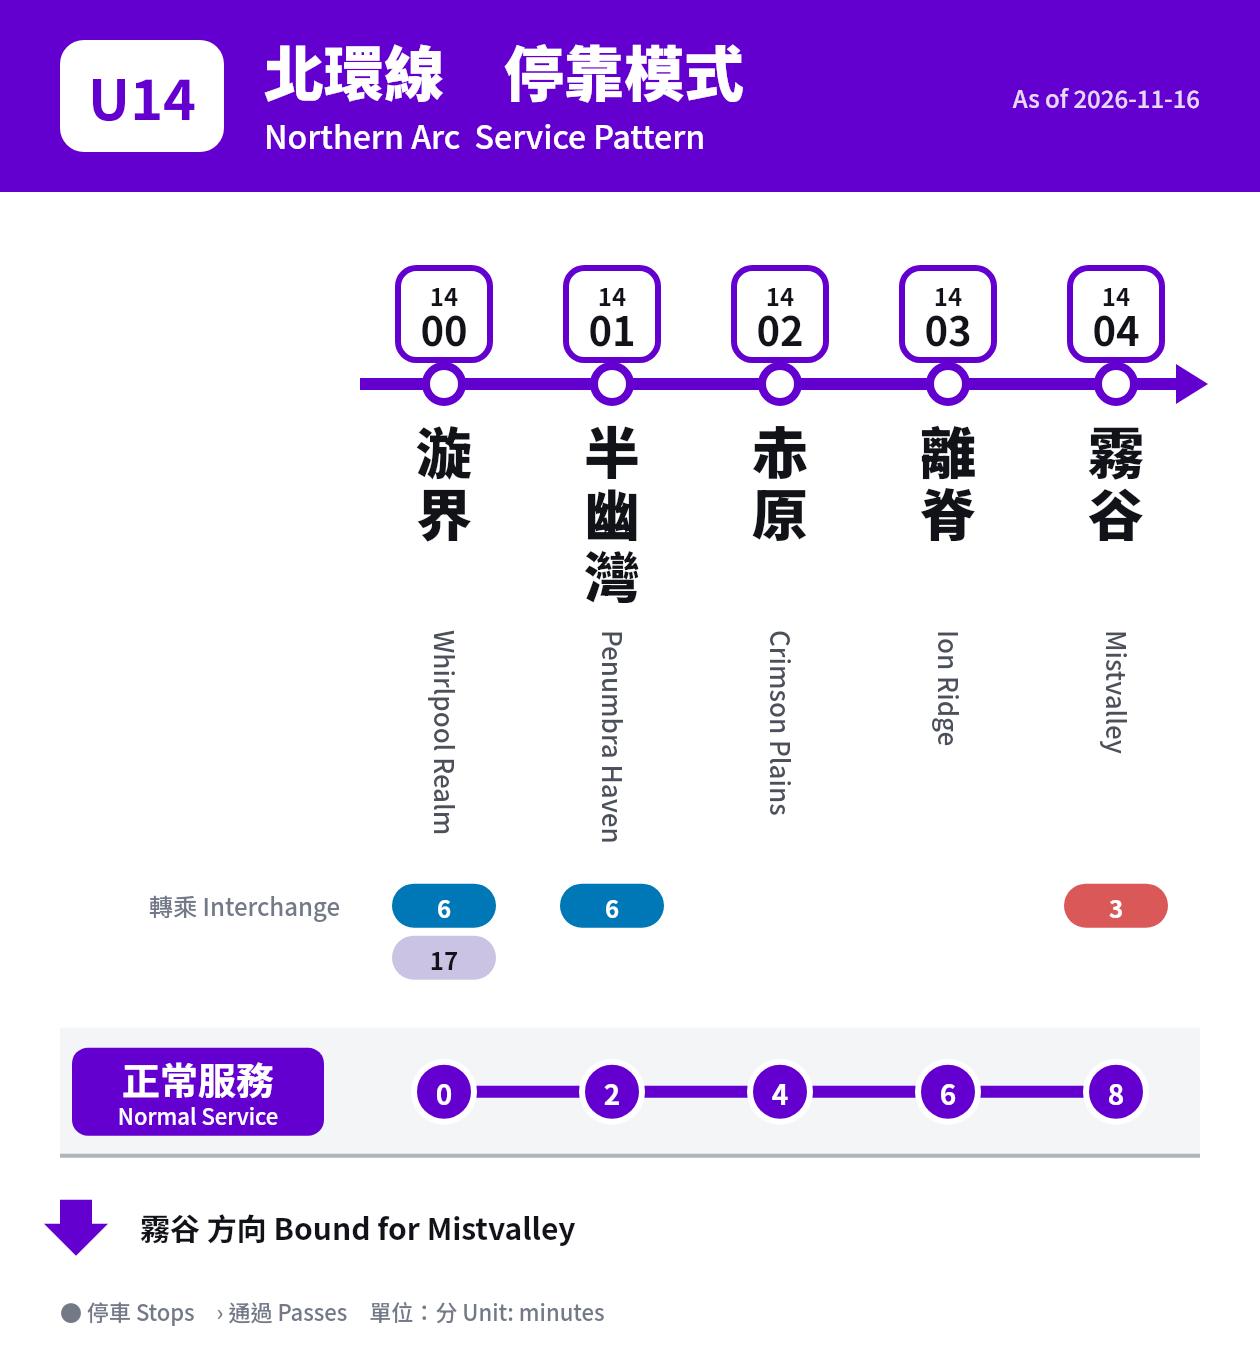 U14
北環線　停靠模式
Northern Arc  Service Pattern
As of 2026-11-16
14
00
14
01
14
02
14
03
14
04
漩界
半幽灣
赤原
離脊
霧谷
Whirlpool Realm
Penumbra Haven
Crimson Plains
Ion Ridge
Mistvalley
轉乘 Interchange
6
6
3
17
正常服務
Normal Service
0
2
4
6
8
霧谷 方向 Bound for Mistvalley
● 停車 Stops　› 通過 Passes　單位：分 Unit: minutes